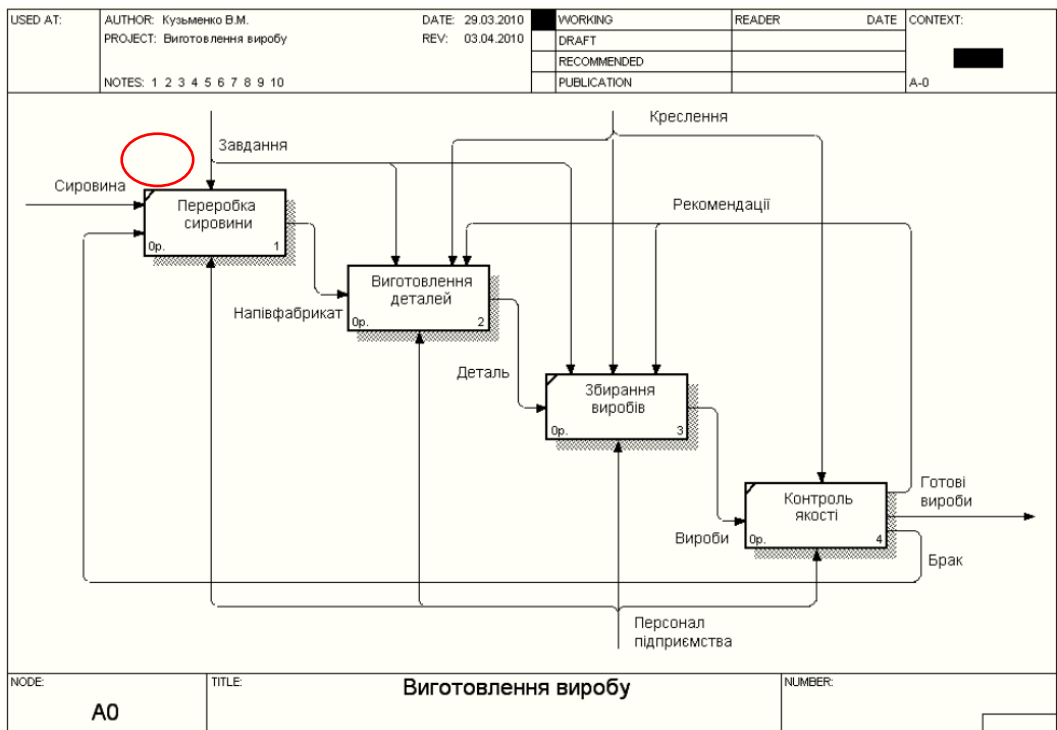 USED AT:
AUTHOR: Кузьменко В.М.
DATE: 29.03.2010
WORKING
READER
DATE
CONTEXT:
PROJECT: Виготовлення виробу
REV: 03.04.2010
DRAFT
RECOMMENDED
NOTES: 1 2 3 4 5 6 7 8 9 10
PUBLICATION
A-0
Креслення
Завдання
Сировина
Переробка
сировини
0р. 1
Рекомендації
Виготовлення
деталей
0р. 2
Напівфабрикат
Деталь
Збирання
виробів
0р. 3
Готові
вироби
Контроль
якості
0р. 4
Вироби
Брак
Персонал
підприємства
NODE:
TITLE:
NUMBER:
A0
Виготовлення виробу